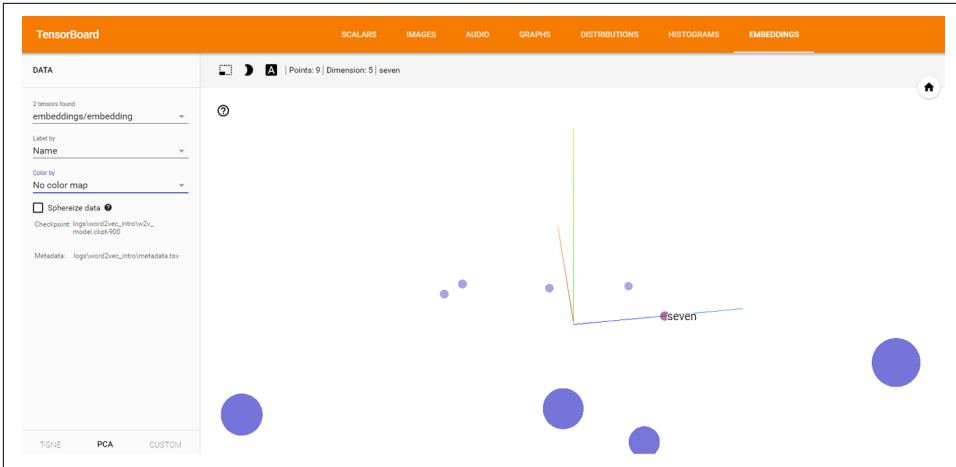 TensorBoard
SCALARS IMAGES AUDIO GRAPHS DISTRIBUTIONS HISTOGRAMS EMBEDDINGS
DATA
A | Points: 9 | Dimension: 5 | seven
2 tensors found
embeddings/embedding
Label by
Name
Color by
No color map
Sphereize data
Checkpoint: logs\word2vec_intro\w2v_
model.ckpt-900
Metadata: logs\word2vec_intro\metadata.tsv
seven
T-SNE PCA CUSTOM